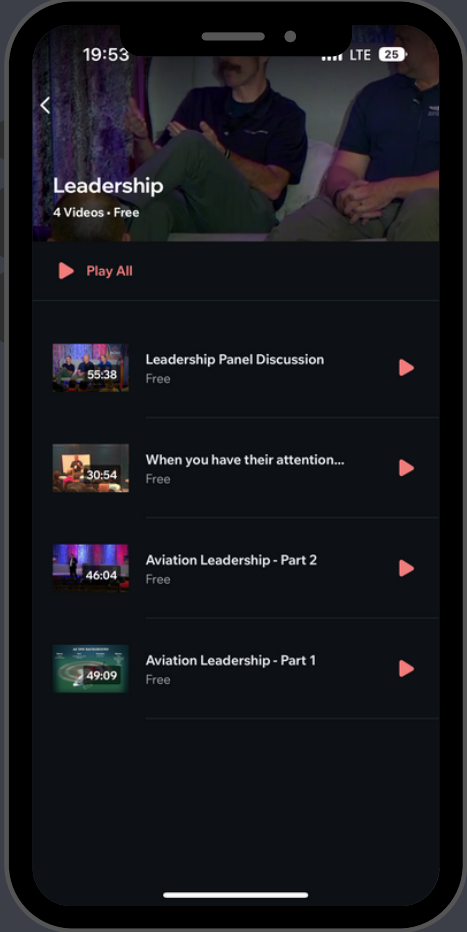 19:53
LTE
25
Leadership
4 Videos • Free
Play All
Leadership Panel Discussion
Free
55:38
When you have their attention...
Free
30:54
Aviation Leadership - Part 2
Free
46:04
Aviation Leadership - Part 1
Free
49:09